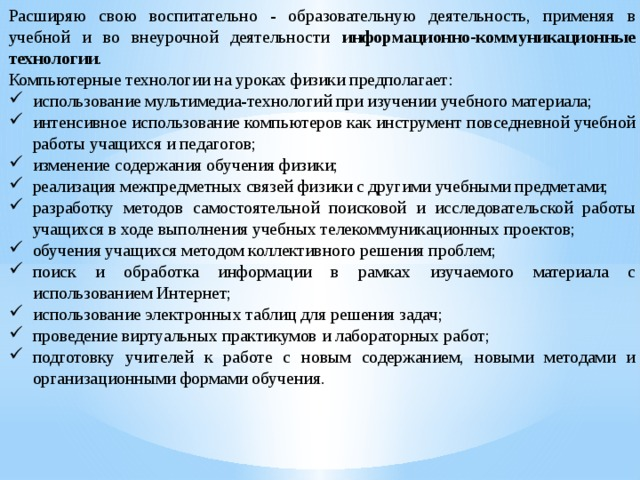 Расширяю свою воспитательно - образовательную деятельность, применяя в
учебной и во внеурочной деятельности информационно-коммуникационные
технологии.
Компьютерные технологии на уроках физики предполагает:
✓ использование мультимедиа-технологий при изучении учебного материала;
✓ интенсивное использование компьютеров как инструмент повседневной учебной
работы учащихся и педагогов;
✓ изменение содержания обучения физики;
✓ реализация межпредметных связей физики с другими учебными предметами;
✓ разработку методов самостоятельной поисковой и исследовательской работы
учащихся в ходе выполнения учебных телекоммуникационных проектов;
✓ обучения учащихся методом коллективного решения проблем;
✓ поиск и обработка информации в рамках изучаемого материала с
использованием Интернет;
✓ использование электронных таблиц для решения задач;
✓ проведение виртуальных практикумов и лабораторных работ;
✓ подготовку учителей к работе с новым содержанием, новыми методами и
организационными формами обучения.